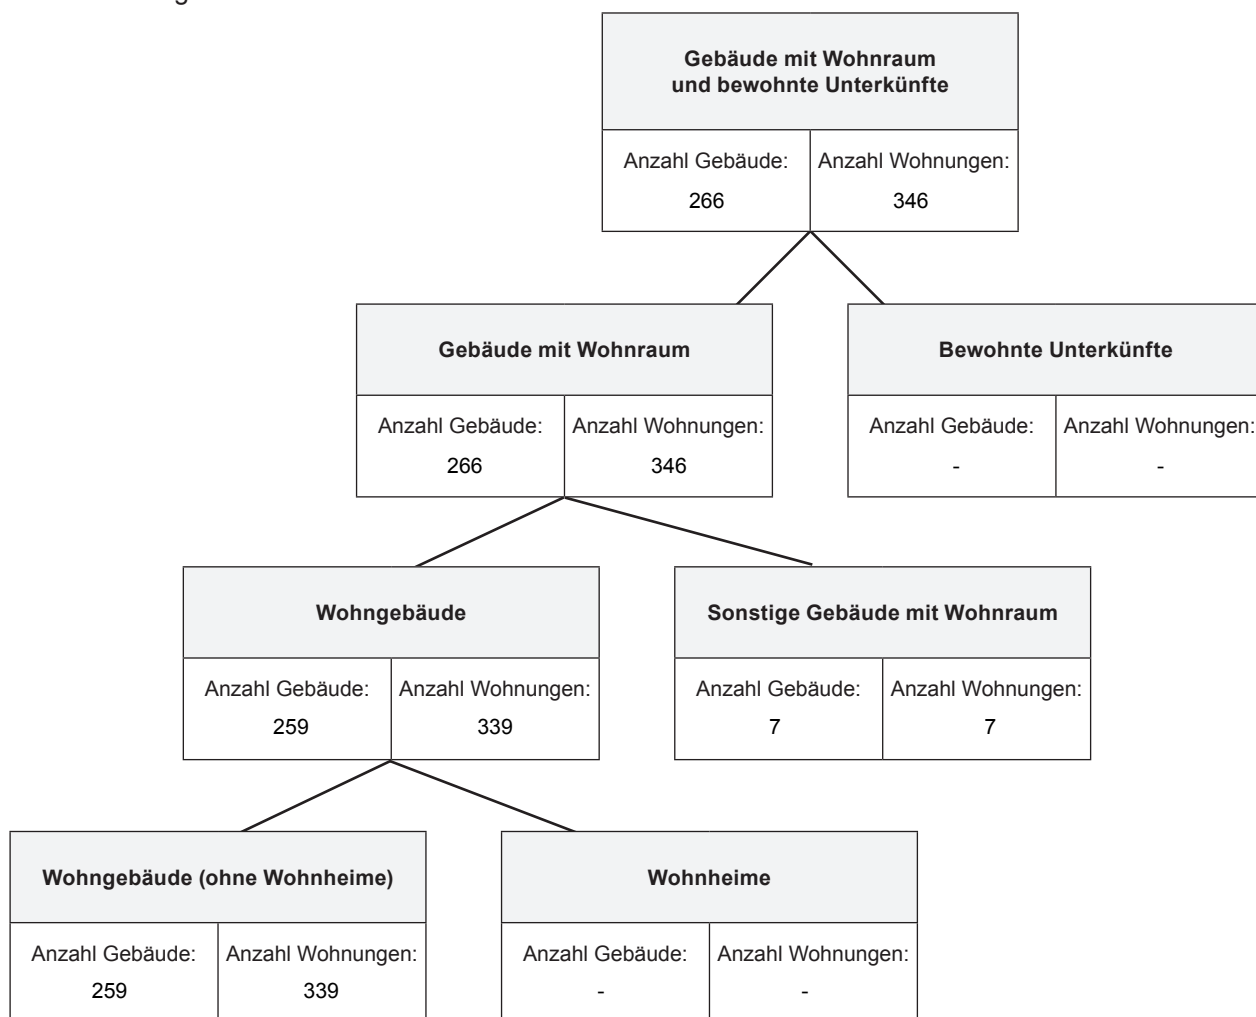 Gebäude mit Wohnraum
und bewohnte Unterkünfte
Anzahl Gebäude: Anzahl Wohnungen:
266 346
Gebäude mit Wohnraum
Anzahl Gebäude: Anzahl Wohnungen:
266 346
Bewohnte Unterkünfte
Anzahl Gebäude: Anzahl Wohnungen:
- -
Wohngebäude
Anzahl Gebäude: Anzahl Wohnungen:
259 339
Sonstige Gebäude mit Wohnraum
Anzahl Gebäude: Anzahl Wohnungen:
7 7
Wohngebäude (ohne Wohnheime)
Anzahl Gebäude: Anzahl Wohnungen:
259 339
Wohnheime
Anzahl Gebäude: Anzahl Wohnungen:
- -